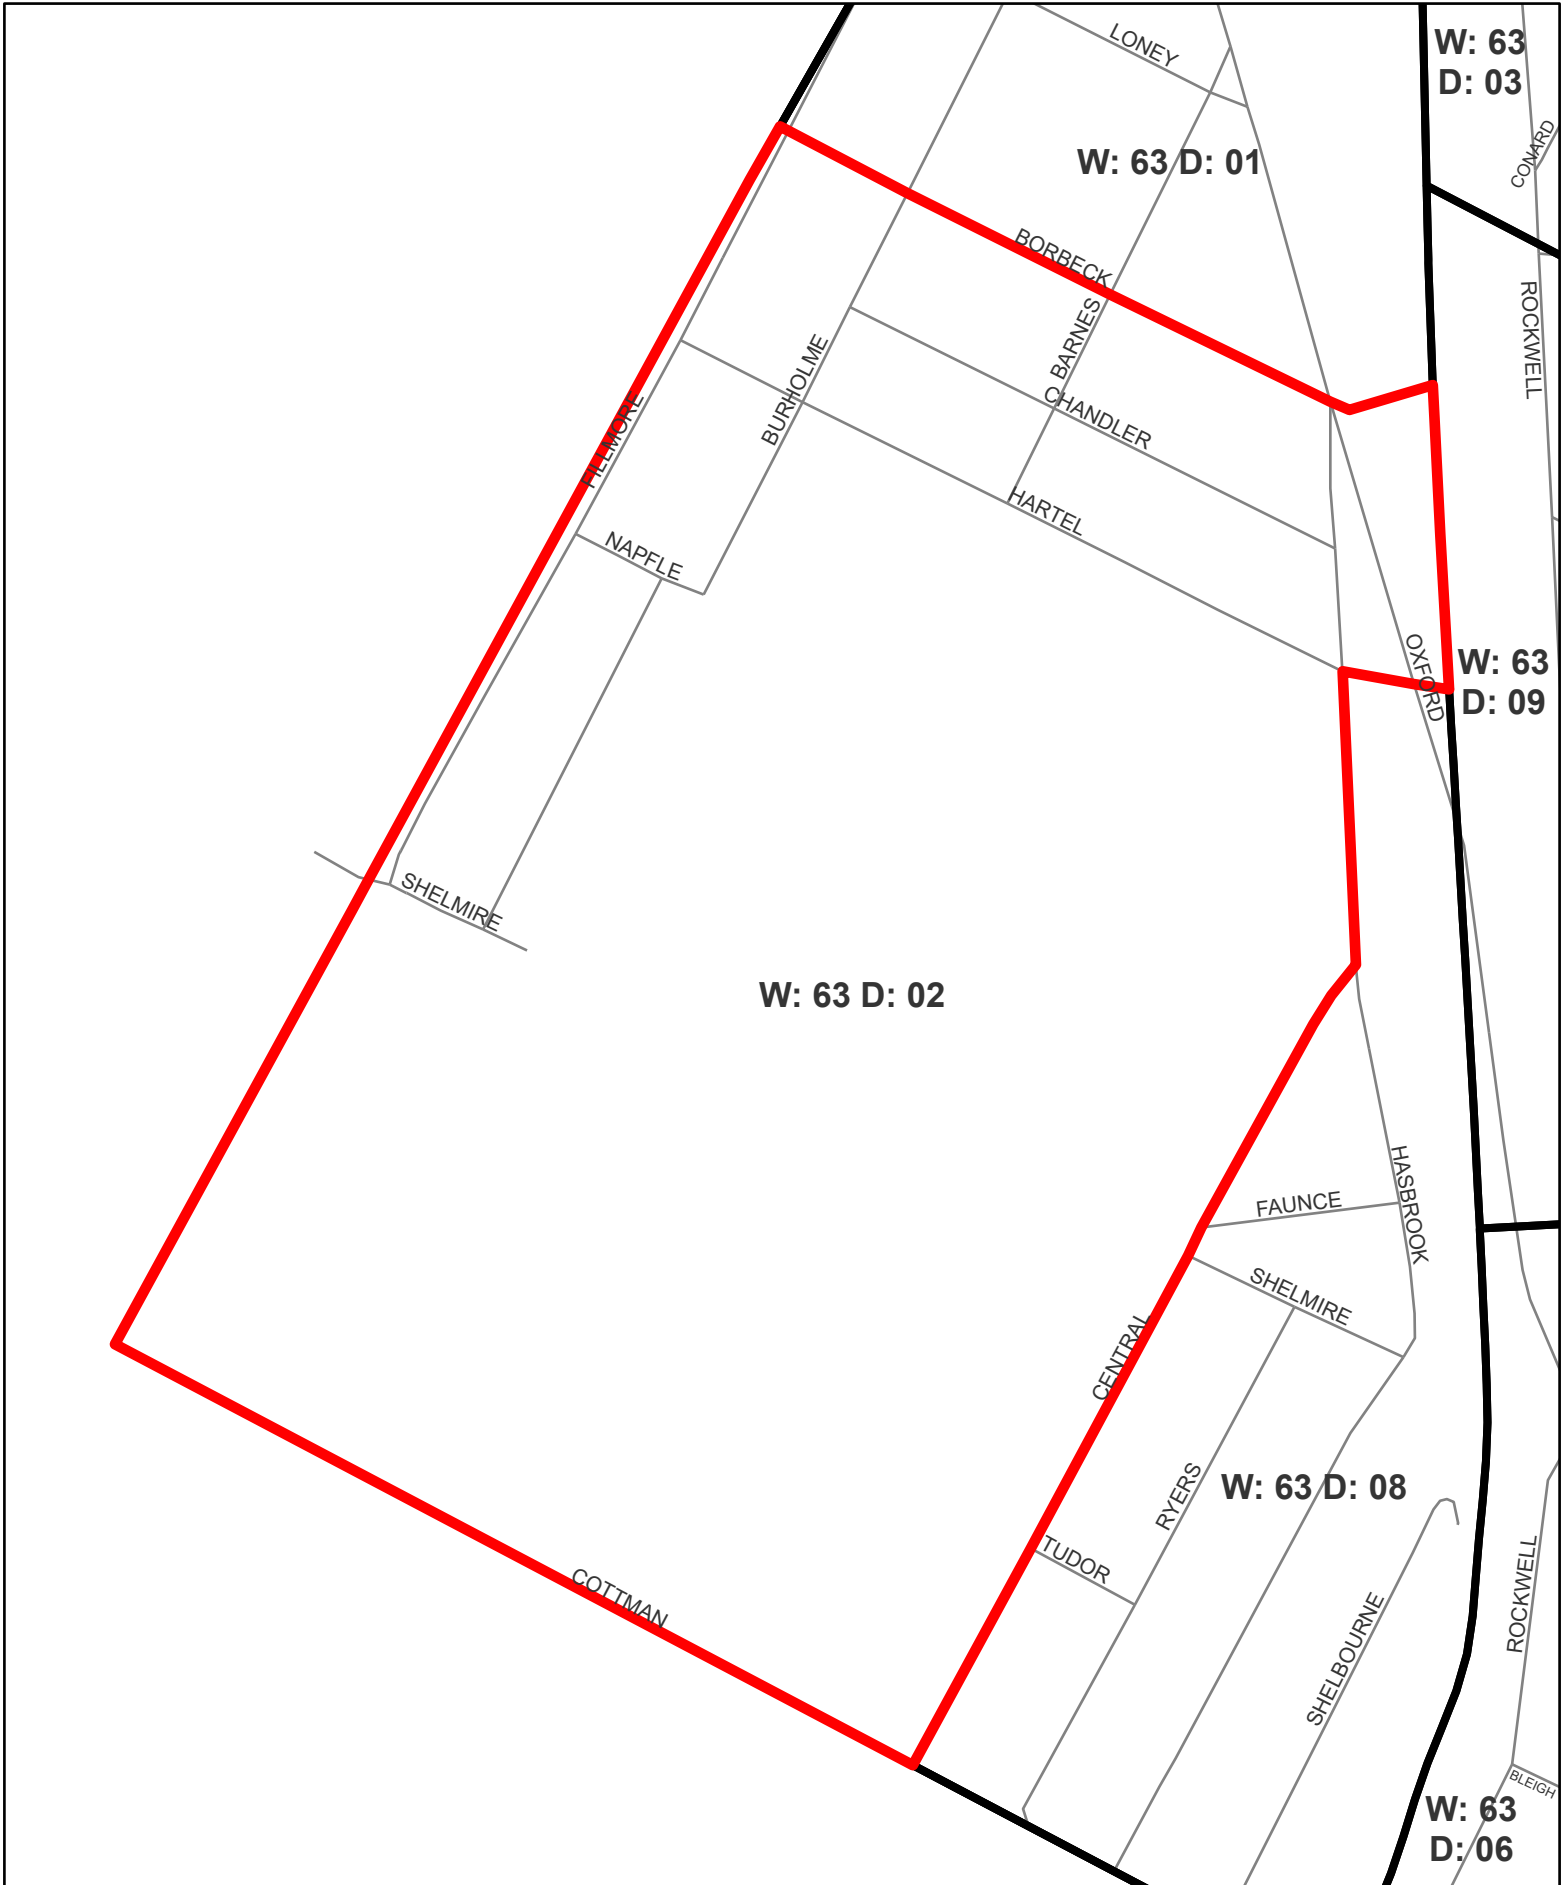 LONEY
W: 63
D: 03
CONARD
W: 63 D: 01
BORBECK
BARNES
ROCKWELL
BURHOLME
CHANDLER
FILLMORE
HARTEL
NAPFLE
OXFORD
W: 63
D: 09
SHELMIRE
W: 63 D: 02
HASBROOK
FAUNCE
SHELMIRE
CENTRAL
RYERS
W: 63 D: 08
TUDOR
COTTMAN
ROCKWELL
SHELBOURNE
BLEIGH
W: 63
D: 06